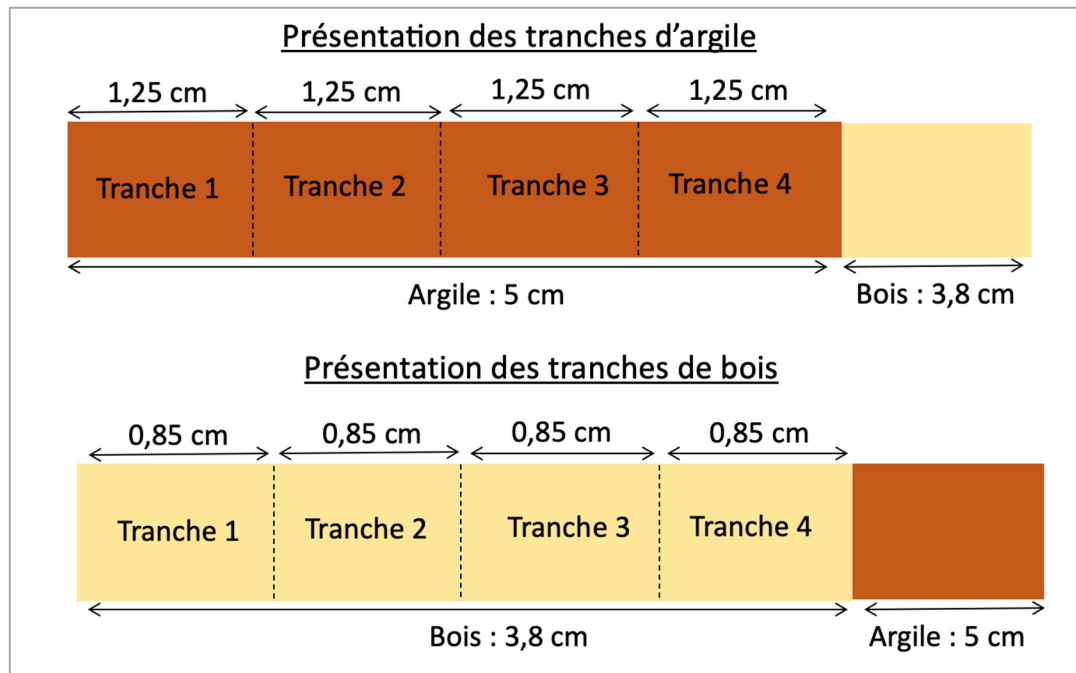 Présentation des tranches d'argile
1,25 cm 1,25 cm 1,25 cm 1,25 cm
Tranche 1 Tranche 2 Tranche 3 Tranche 4
Argile : 5 cm Bois : 3,8 cm
Présentation des tranches de bois
0,85 cm 0,85 cm 0,85 cm 0,85 cm
Tranche 1 Tranche 2 Tranche 3 Tranche 4
Bois : 3,8 cm Argile : 5 cm